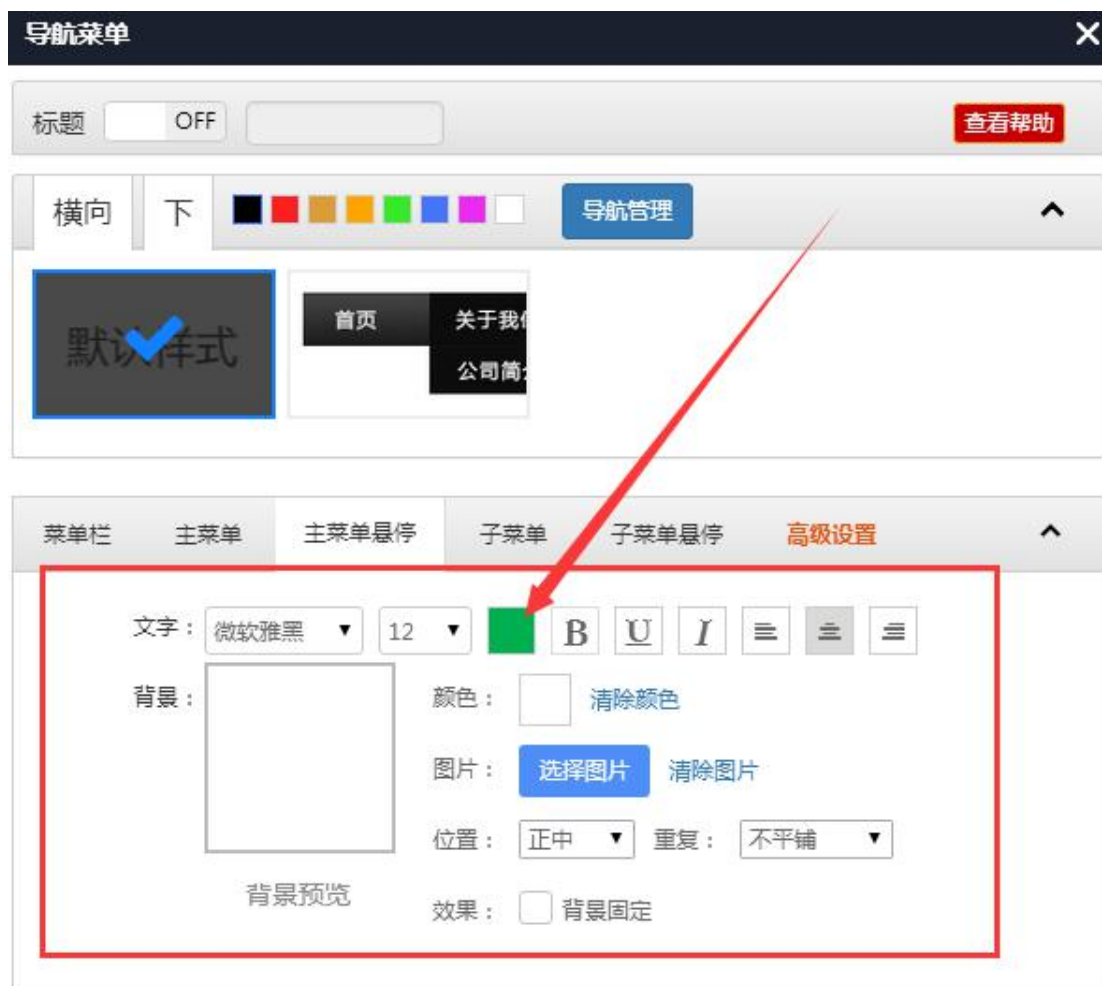 导航菜单
标题 OFF 查看帮助
横向 下 导航管理
默认样式
首页 关于我们
公司简介
菜单栏 主菜单 主菜单悬停 子菜单 子菜单悬停 高级设置
文字： 微软雅黑 12 B U I
背景： 颜色： 清除颜色
图片： 选择图片 清除图片
位置： 正中 重复： 不平铺
背景预览
效果： 背景固定